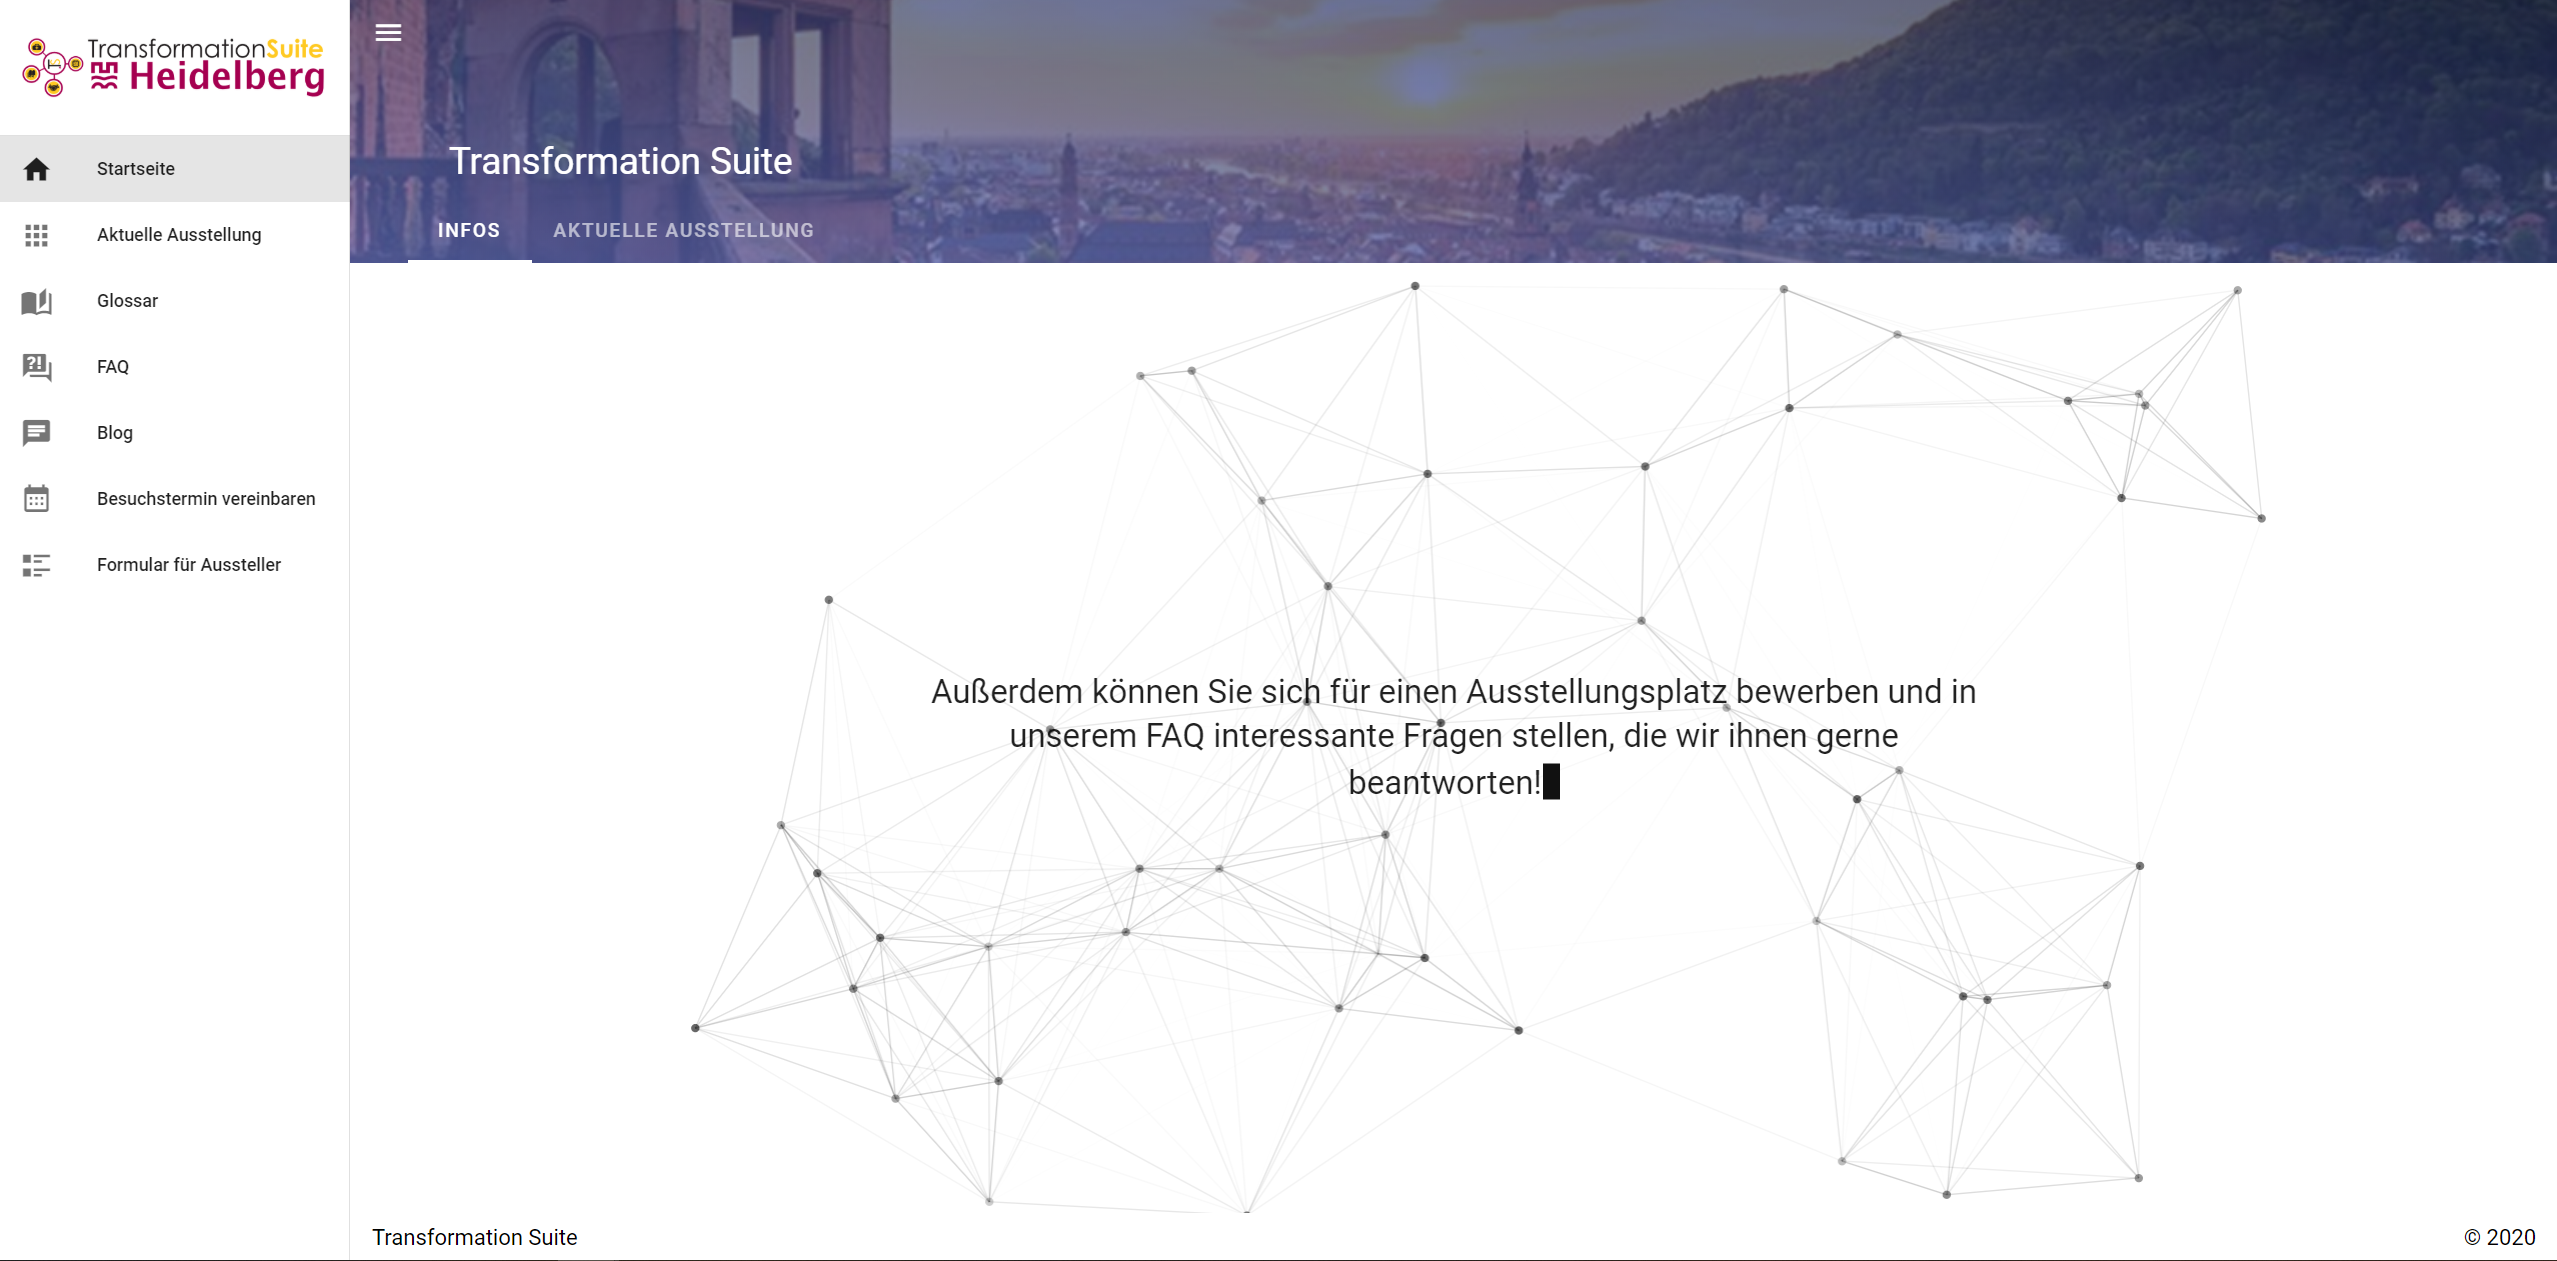 TransformationSuite
Heidelberg
Startseite
Aktuelle Ausstellung
Glossar
FAQ
Blog
Besuchstermin vereinbaren
Formular für Aussteller
Transformation Suite
INFOS
AKTUELLE AUSSTELLUNG
Außerdem können Sie sich für einen Ausstellungsplatz bewerben und in
unserem FAQ interessante Fragen stellen, die wir ihnen gerne
beantworten!
Transformation Suite
© 2020